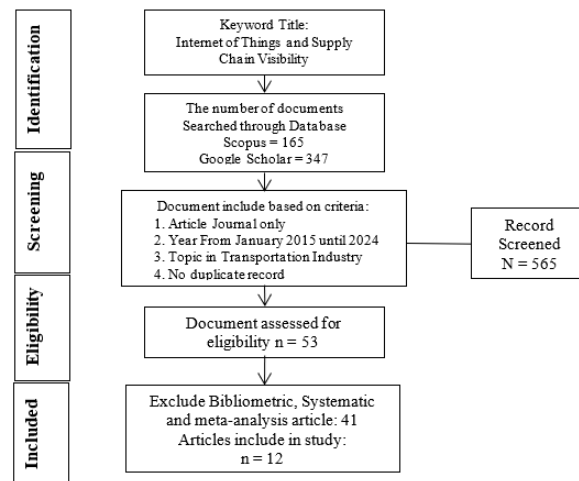 Identification
Keyword Title:
Internet of Things and Supply
Chain Visibility
The number of documents
Searched through Database
Scopus = 165
Google Scholar = 347
Screening
Document include based on criteria:
1. Article Journal only
2. Year From January 2015 until 2024
3. Topic in Transportation Industry
4. No duplicate record
Record
Screened
N = 565
Eligibility
Document assessed for
eligibility n = 53
Included
Exclude Bibliometric, Systematic
and meta-analysis article: 41
Articles include in study:
n = 12